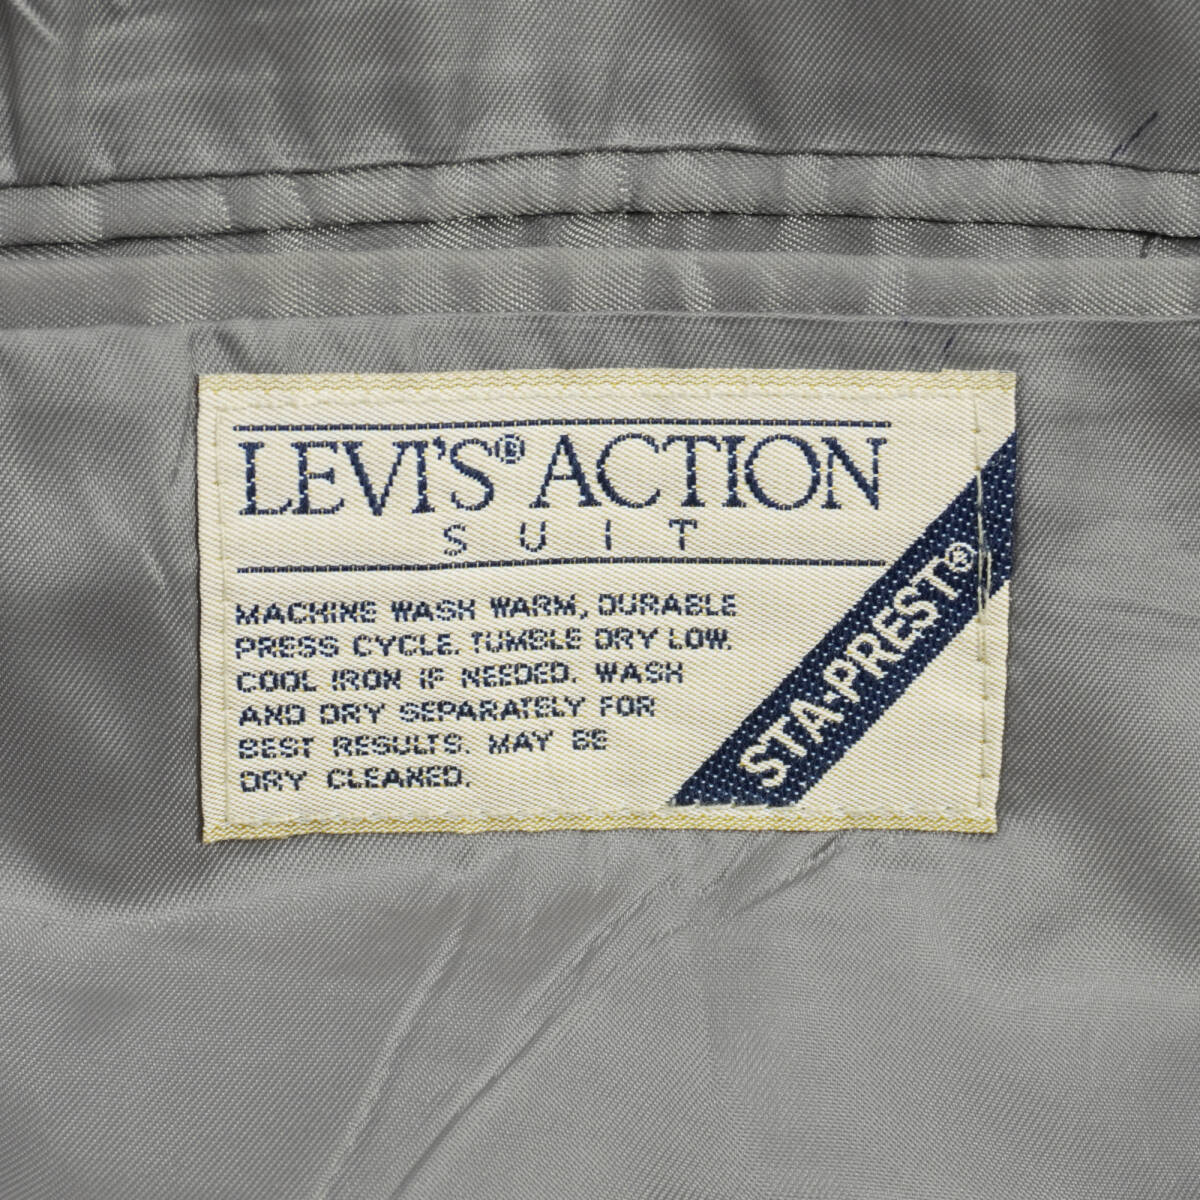 LEVI'S® ACTION
SUIT
MACHINE WASH WARM, DURABLE
PRESS CYCLE. TUMBLE DRY LOW.
COOL IRON IF NEEDED. WASH
AND DRY SEPARATELY FOR
BEST RESULTS. MAY BE
DRY CLEANED.
STA-PREST®